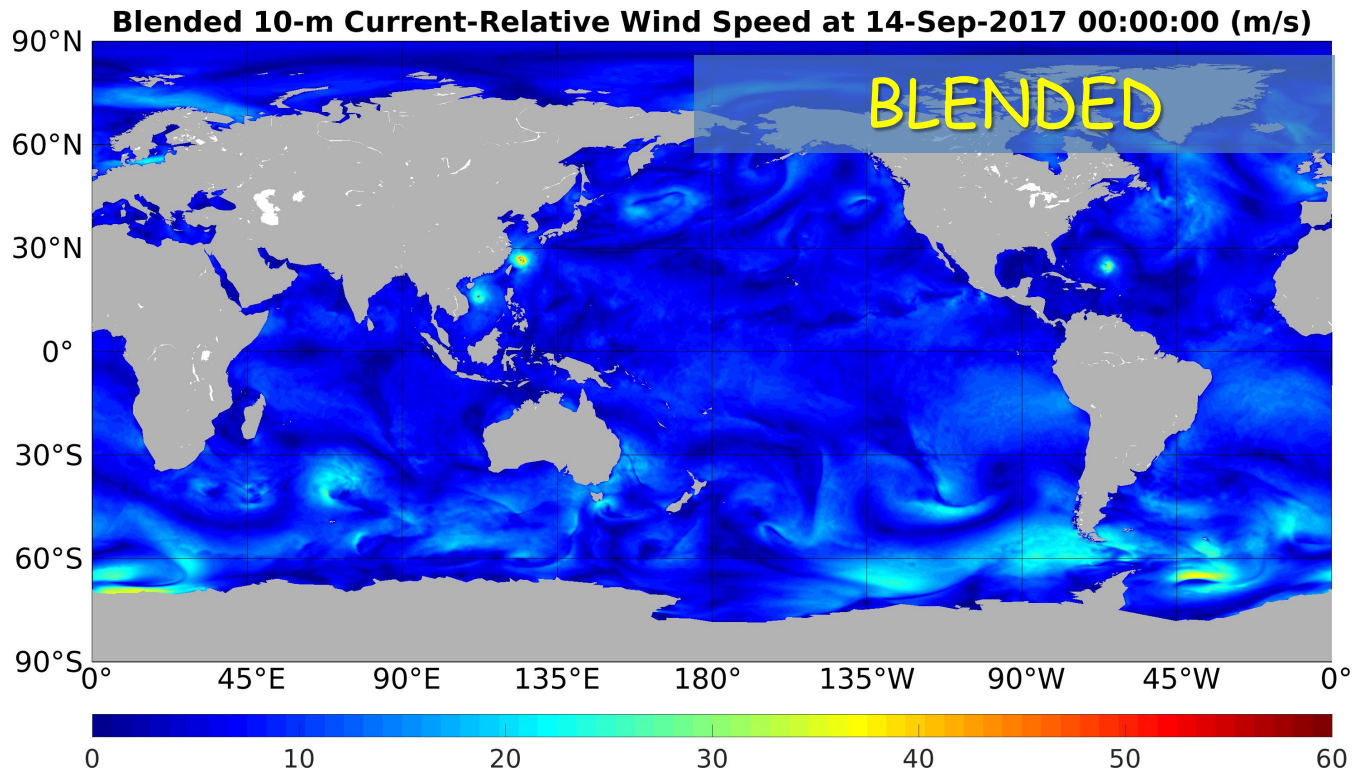 Blended 10-m Current-Relative Wind Speed at 14-Sep-2017 00:00:00 (m/s)
90°N
BLENDED
60°N
30°N
0°
30°S
60°S
90°S
0° 45°E 90°E 135°E 180° 135°W 90°W 45°W 0°
0 10 20 30 40 50 60